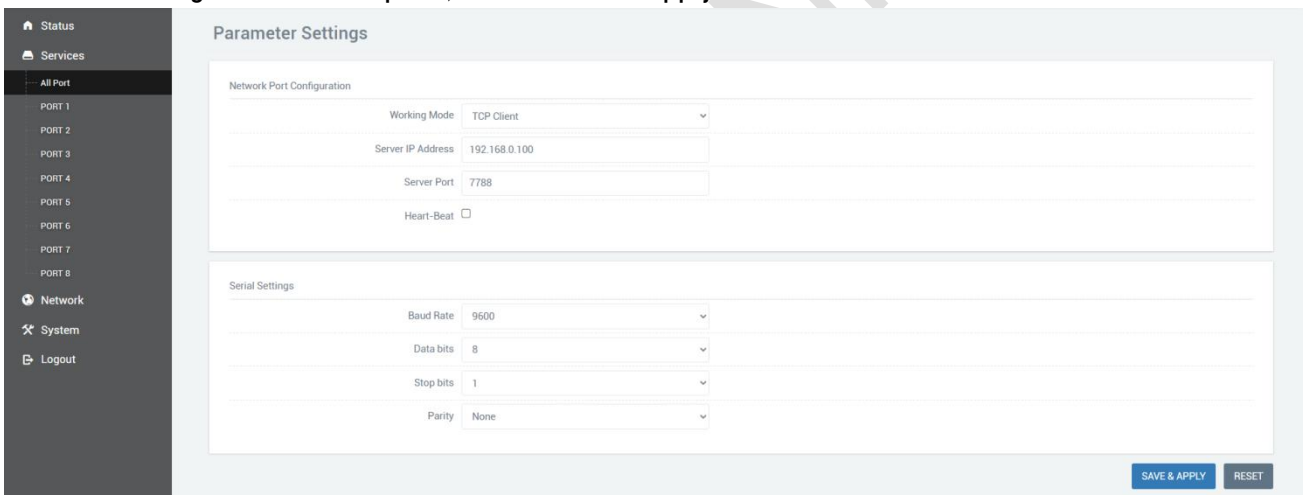 Status
Services
All Port
PORT 1
PORT 2
PORT 3
PORT 4
PORT 5
PORT 6
PORT 7
PORT 8
Network
System
Logout
Parameter Settings
Network Port Configuration
Working Mode TCP Client
Server IP Address 192.168.0.100
Server Port 7788
Heart-Beat
Serial Settings
Baud Rate 9600
Data bits 8
Stop bits 1
Parity None
SAVE & APPLY RESET